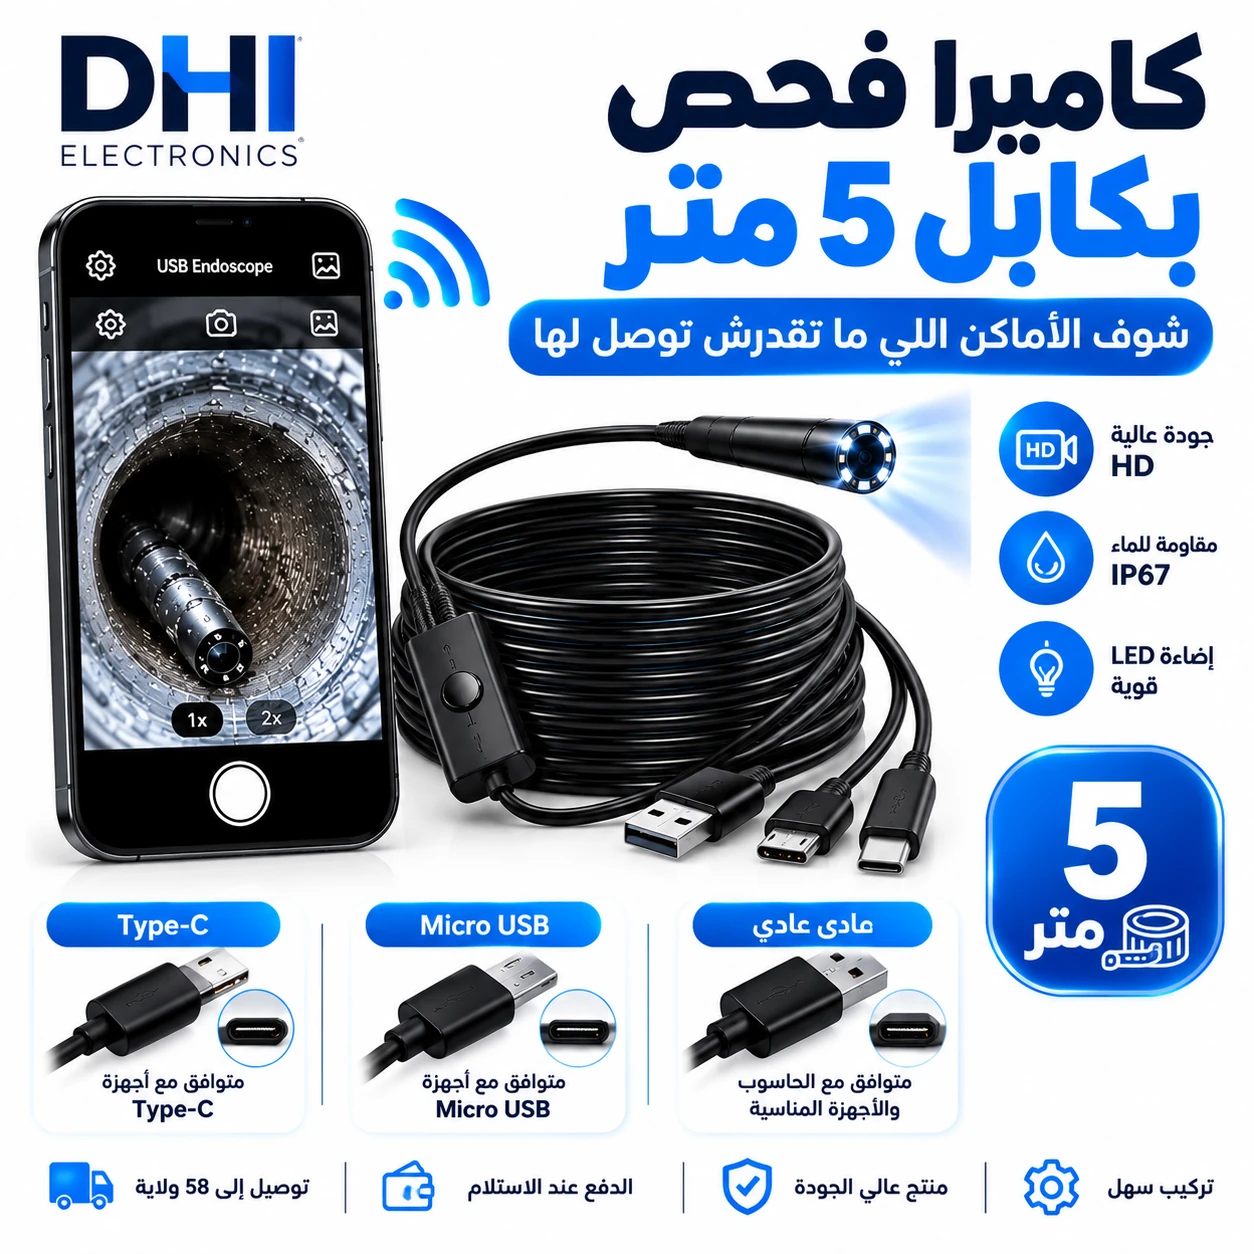 DHI
ELECTRONICS
كاميرا فحص
بكابل 5 متر
شوف الأماكن اللي ما تقدرش توصل لها
USB Endoscope
1x
2x
HD
جودة عالية
HD
مقاومة للماء
IP67
إضاءة LED
قوية
5
متر
Type-C
متوافق مع أجهزة
Type-C
Micro USB
متوافق مع أجهزة
Micro USB
مادى عادي
متوافق مع الحاسوب
والأجهزة المناسبة
تركيب سهل
منتج عالي الجودة
الدفع عند الاستلام
توصيل إلى 58 ولاية